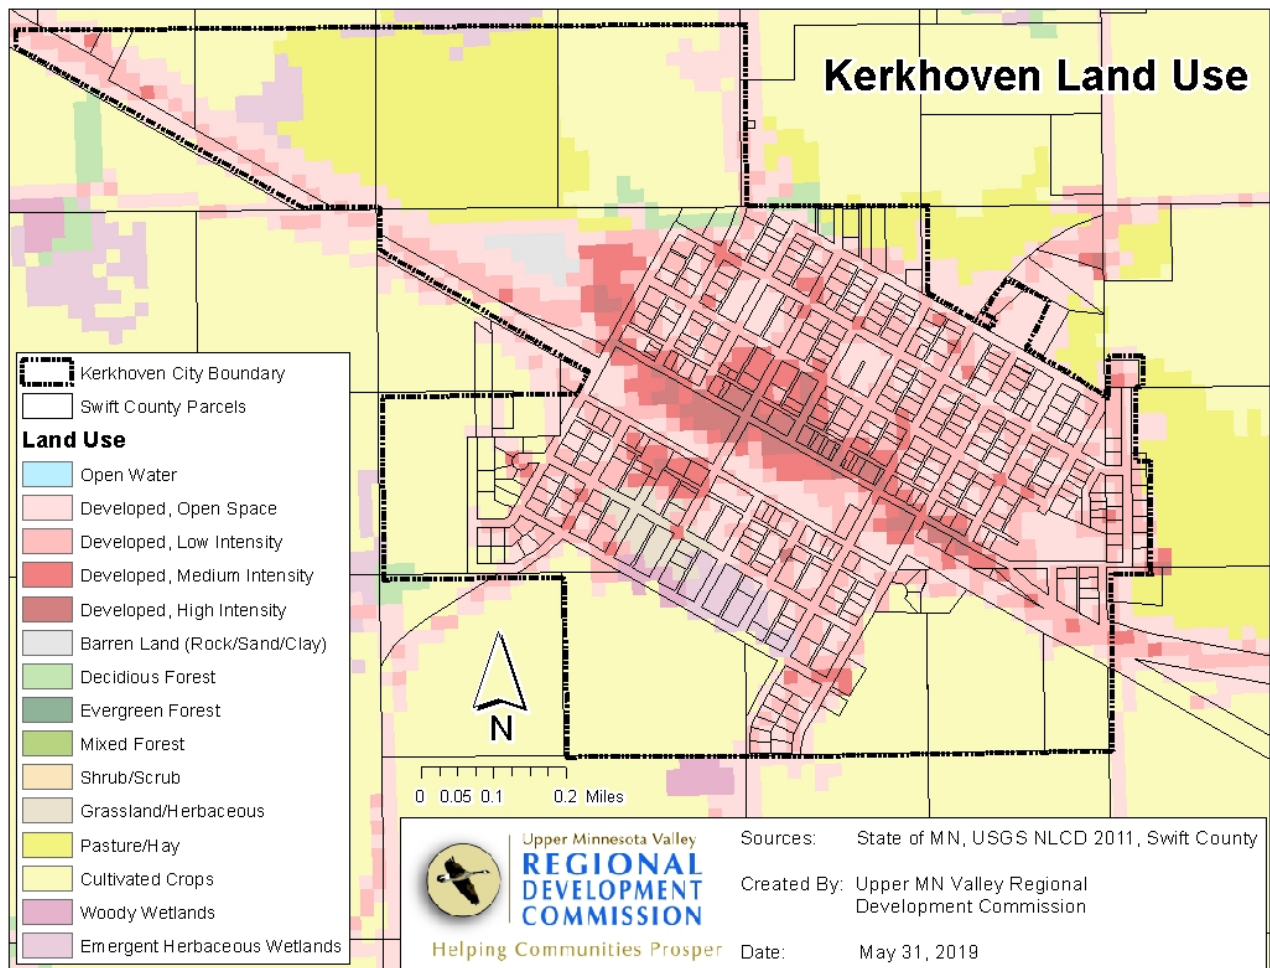 Kerkhoven Land Use
Kerkhoven City Boundary
Swift County Parcels
Land Use
Open Water
Developed, Open Space
Developed, Low Intensity
Developed, Medium Intensity
Developed, High Intensity
Barren Land (Rock/Sand/Clay)
Decidious Forest
Evergreen Forest
Mixed Forest
Shrub/Scrub
Grassland/Herbaceous
Pasture/Hay
Cultivated Crops
Woody Wetlands
Emergent Herbaceous Wetlands
N
0 0.05 0.1 0.2 Miles
Upper Minnesota Valley
REGIONAL
DEVELOPMENT
COMMISSION
Helping Communities Prosper
Sources: State of MN, USGS NLCD 2011, Swift County
Created By: Upper MN Valley Regional
Development Commission
Date: May 31, 2019